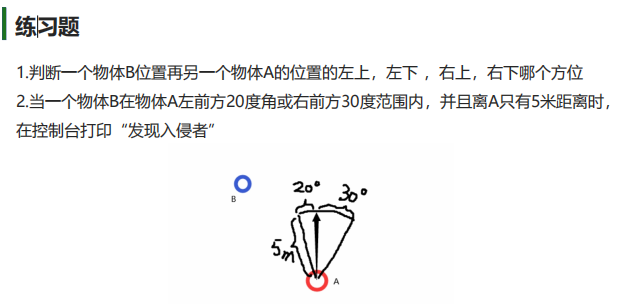 练习题
1.判断一个物体B位置再另一个物体A的位置的左上，左下 ，右上，右下哪个方位
2.当一个物体B在物体A左前方20度角或右前方30度范围内，并且离A只有5米距离时，
在控制台打印“发现入侵者”
20° 30°
B
5m
A